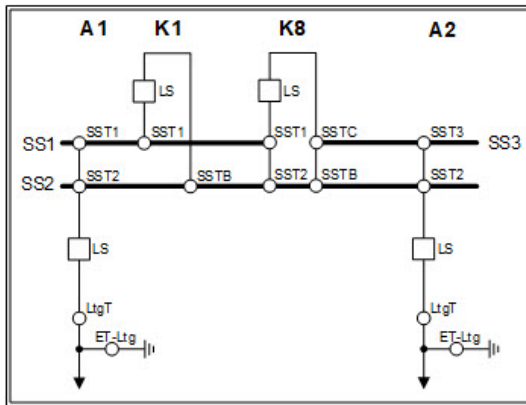 A1 K1 K8 A2
LS LS
SS1 SST1 SST1 SST1 SSTC SST3 SS3
SS2 SST2 SSTB SST2 SSTB SST2
LS LS
LtgT LtgT
ET-Ltg ET-Ltg